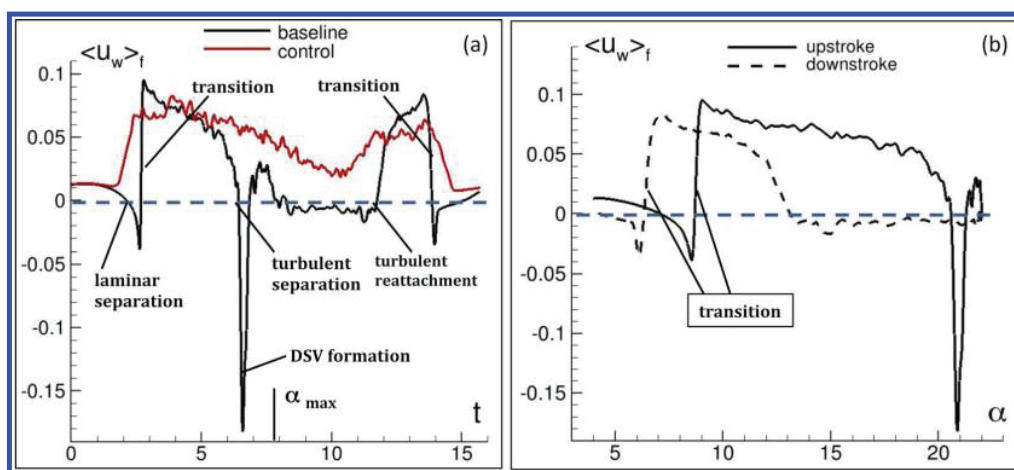 <u_w>_f
baseline
control
(a)
transition
transition
0.1
0.05
0
-0.05
-0.1
-0.15
laminar
separation
turbulent
separation
turbulent
reattachment
DSV formation
α max
t
0
5
10
15
<u_w>_f
upstroke
downstroke
(b)
0.1
0.05
0
-0.05
-0.1
-0.15
transition
α
5
10
15
20